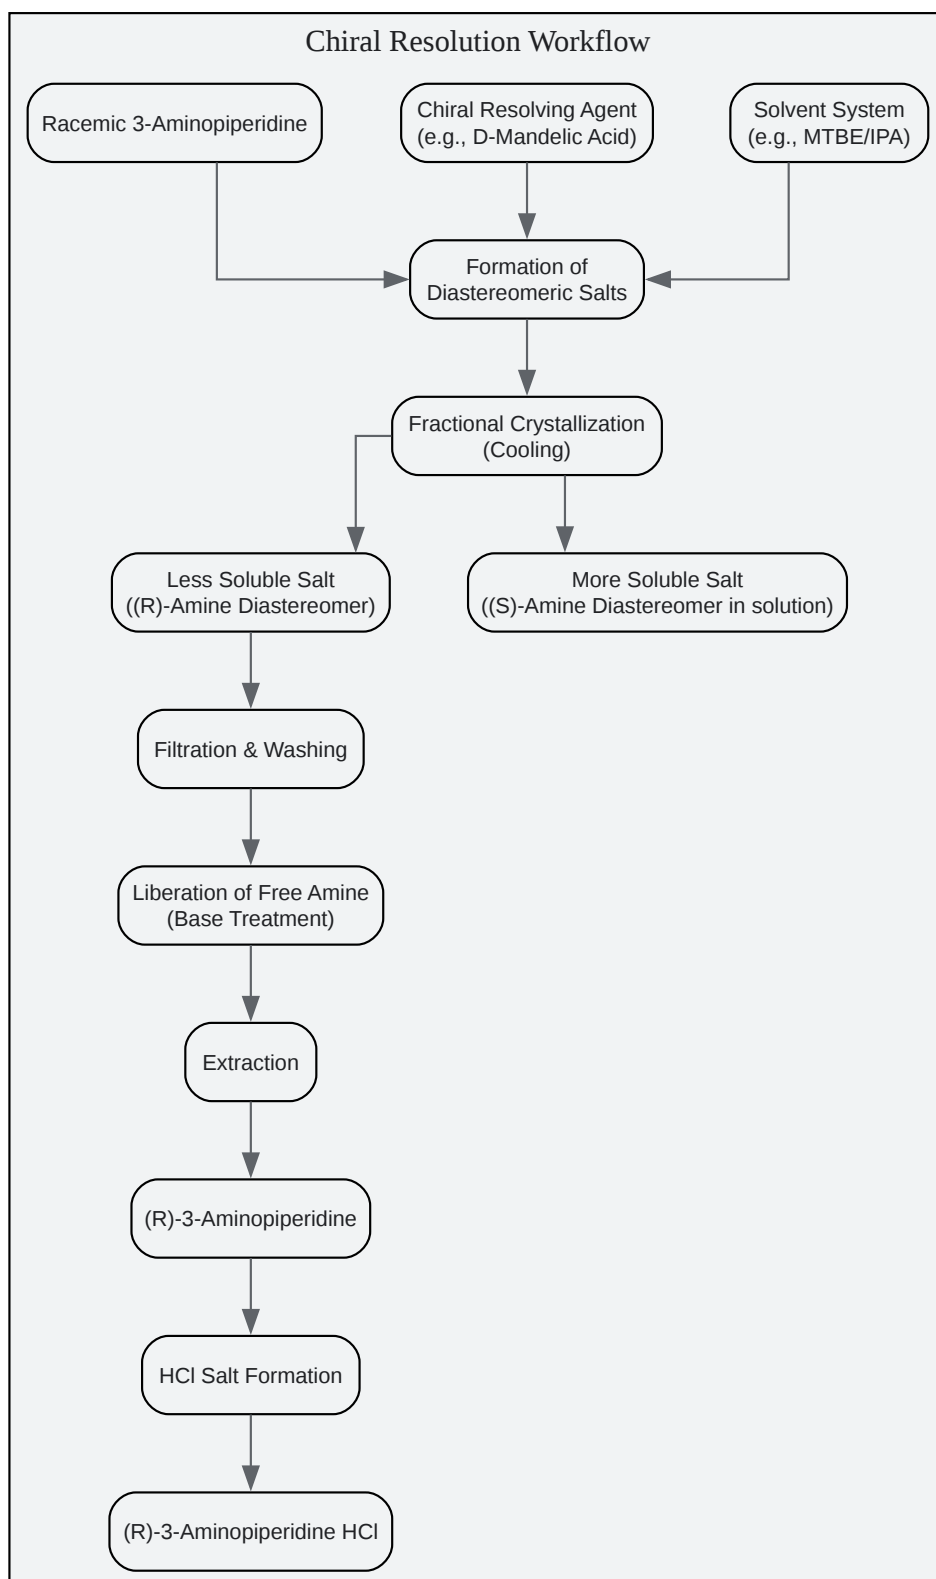 Chiral Resolution Workflow
Racemic 3-Aminopiperidine
Chiral Resolving Agent
(e.g., D-Mandelic Acid)
Solvent System
(e.g., MTBE/IPA)
Formation of
Diastereomeric Salts
Fractional Crystallization
(Cooling)
Less Soluble Salt
((R)-Amine Diastereomer)
More Soluble Salt
((S)-Amine Diastereomer in solution)
Filtration & Washing
Liberation of Free Amine
(Base Treatment)
Extraction
(R)-3-Aminopiperidine
HCl Salt Formation
(R)-3-Aminopiperidine HCl